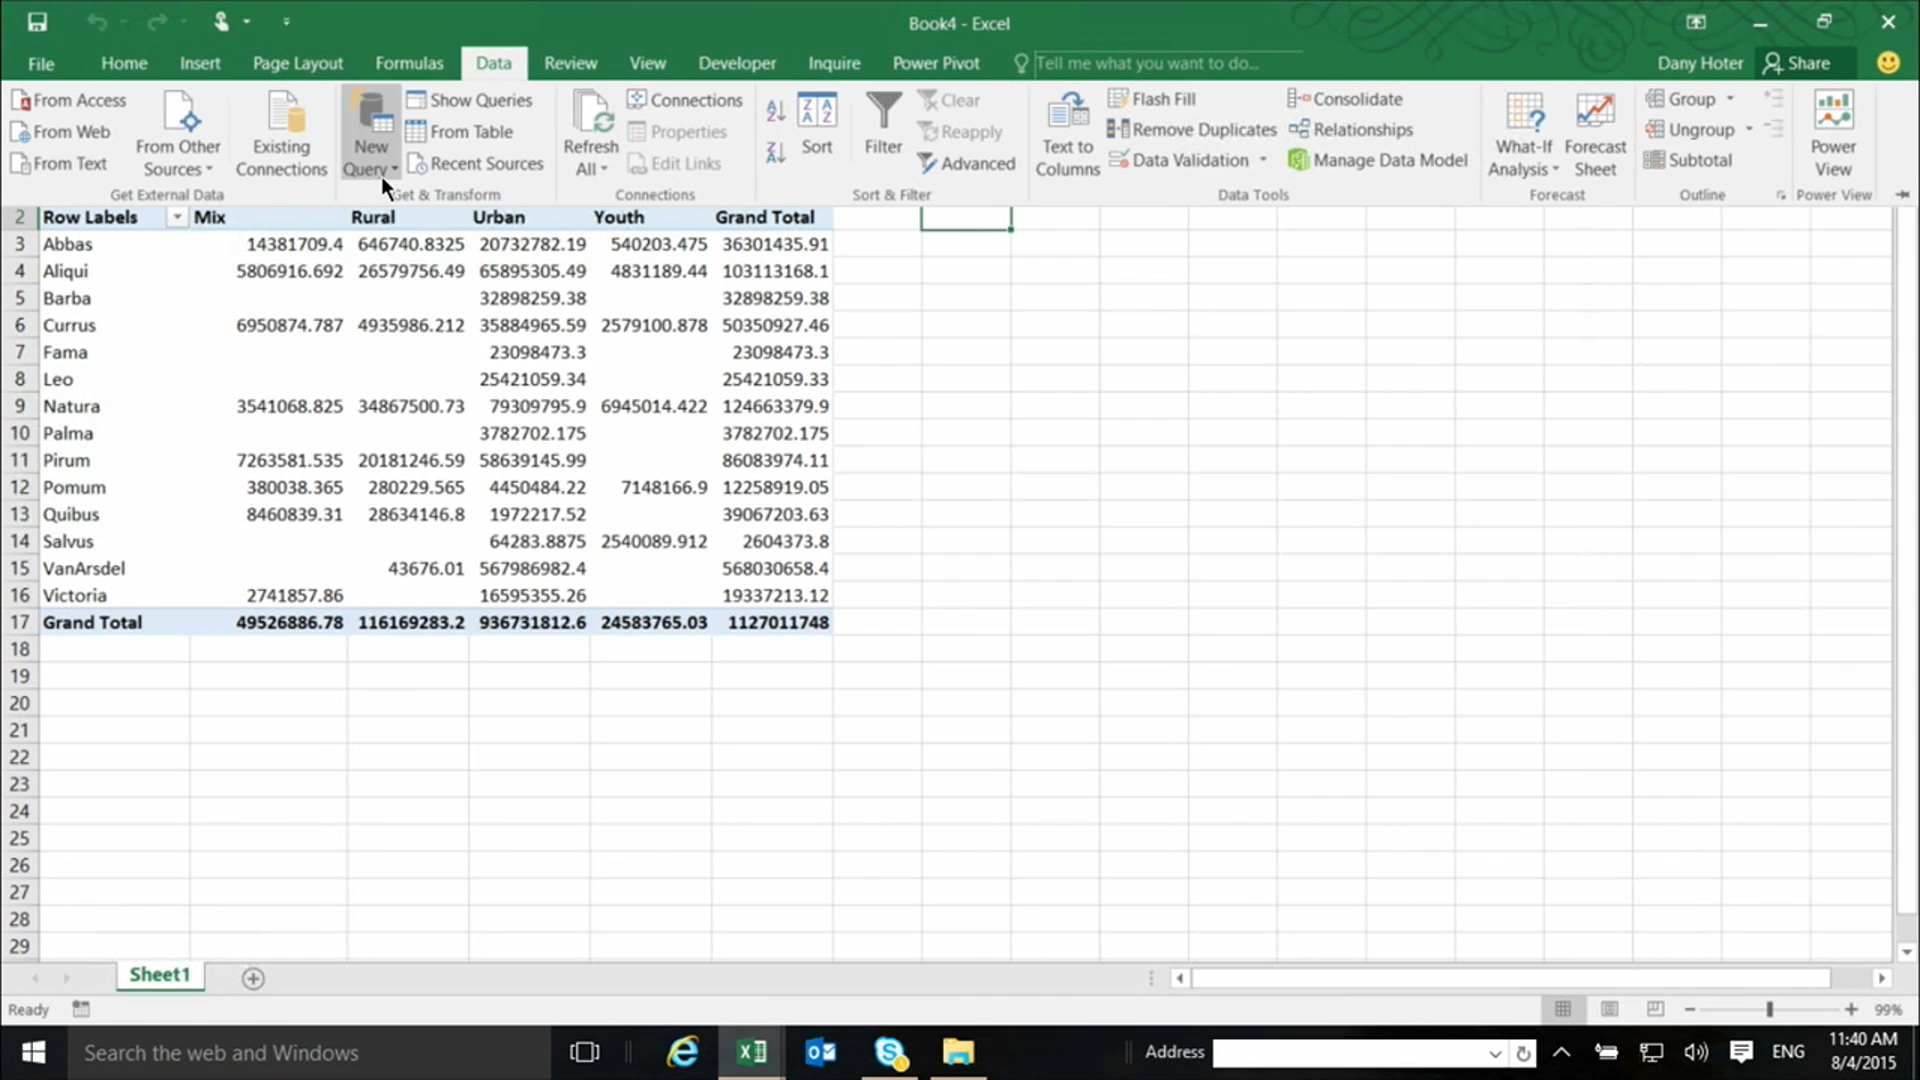 Book4 - Excel
File Home Insert Page Layout Formulas Data Review View Developer Inquire Power Pivot Tell me what you want to do... Dany Hoter Share
From Access
From Web
From Text
From Other
Sources
Existing
Connections
Get External Data
New
Query
Show Queries
From Table
Recent Sources
Get & Transform
Refresh
All
Connections
Properties
Edit Links
Connections
Sort
Filter
Clear
Reapply
Advanced
Sort & Filter
Text to
Columns
Flash Fill
Remove Duplicates
Data Validation
Consolidate
Relationships
Manage Data Model
Data Tools
What-If
Analysis
Forecast
Sheet
Forecast
Group
Ungroup
Subtotal
Outline
Power
View
Power View
2 Row Labels Mix Rural Urban Youth Grand Total
3 Abbas 14381709.4 646740.8325 20732782.19 540203.475 36301435.91
4 Aliqui 5806916.692 26579756.49 65895305.49 4831189.44 103113168.1
5 Barba 32898259.38 32898259.38
6 Currus 6950874.787 4935986.212 35884965.59 2579100.878 50350927.46
7 Fama 23098473.3 23098473.3
8 Leo 25421059.34 25421059.33
9 Natura 3541068.825 34867500.73 79309795.9 6945014.422 124663379.9
10 Palma 3782702.175 3782702.175
11 Pirum 7263581.535 20181246.59 58639145.99 86083974.11
12 Pomum 380038.365 280229.565 4450484.22 7148166.9 12258919.05
13 Quibus 8460839.31 28634146.8 1972217.52 39067203.63
14 Salvus 64283.8875 2540089.912 2604373.8
15 VanArsdel 43676.01 567986982.4 568030658.4
16 Victoria 2741857.86 16595355.26 19337213.12
17 Grand Total 49526886.78 116169283.2 936731812.6 24583765.03 1127011748
18
19
20
21
22
23
24
25
26
27
28
29
Sheet1
Ready 99%
Search the web and Windows Address ENG 11:40 AM
8/4/2015